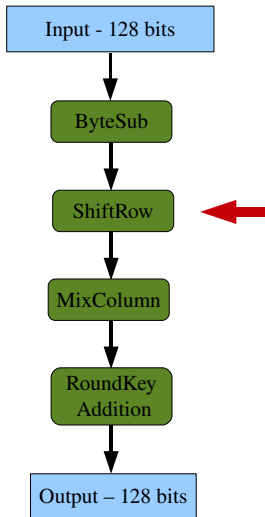 Input - 128 bits
ByteSub
ShiftRow
MixColumn
RoundKey
Addition
Output – 128 bits